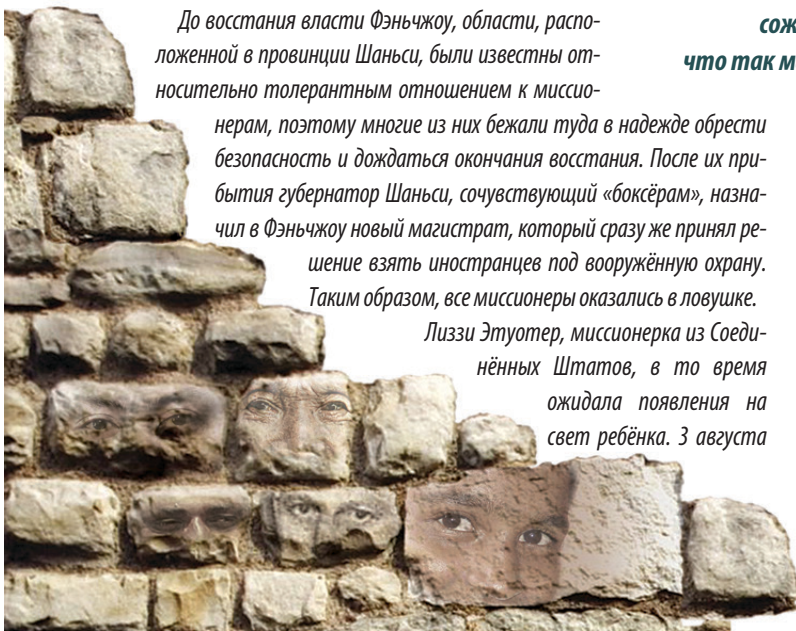 До восстания власти Фэньчжоу, области, распо-
ложенной в провинции Шаньси, были известны от-
носительно толерантным отношением к миссио-
нерам, поэтому многие из них бежали туда в надежде обрести
безопасность и дождаться окончания восстания. После их при-
бытия губернатор Шаньси, сочувствующий «боксёрам», назна-
чил в Фэньчжоу новый магистрат, который сразу же принял ре-
шение взять иностранцев под вооружённую охрану.
Таким образом, все миссионеры оказались в ловушке.
Лиззи Этуотер, миссионерка из Соеди-
нённых Штатов, в то время
ожидала появления на
свет ребёнка. 3 августа
что так